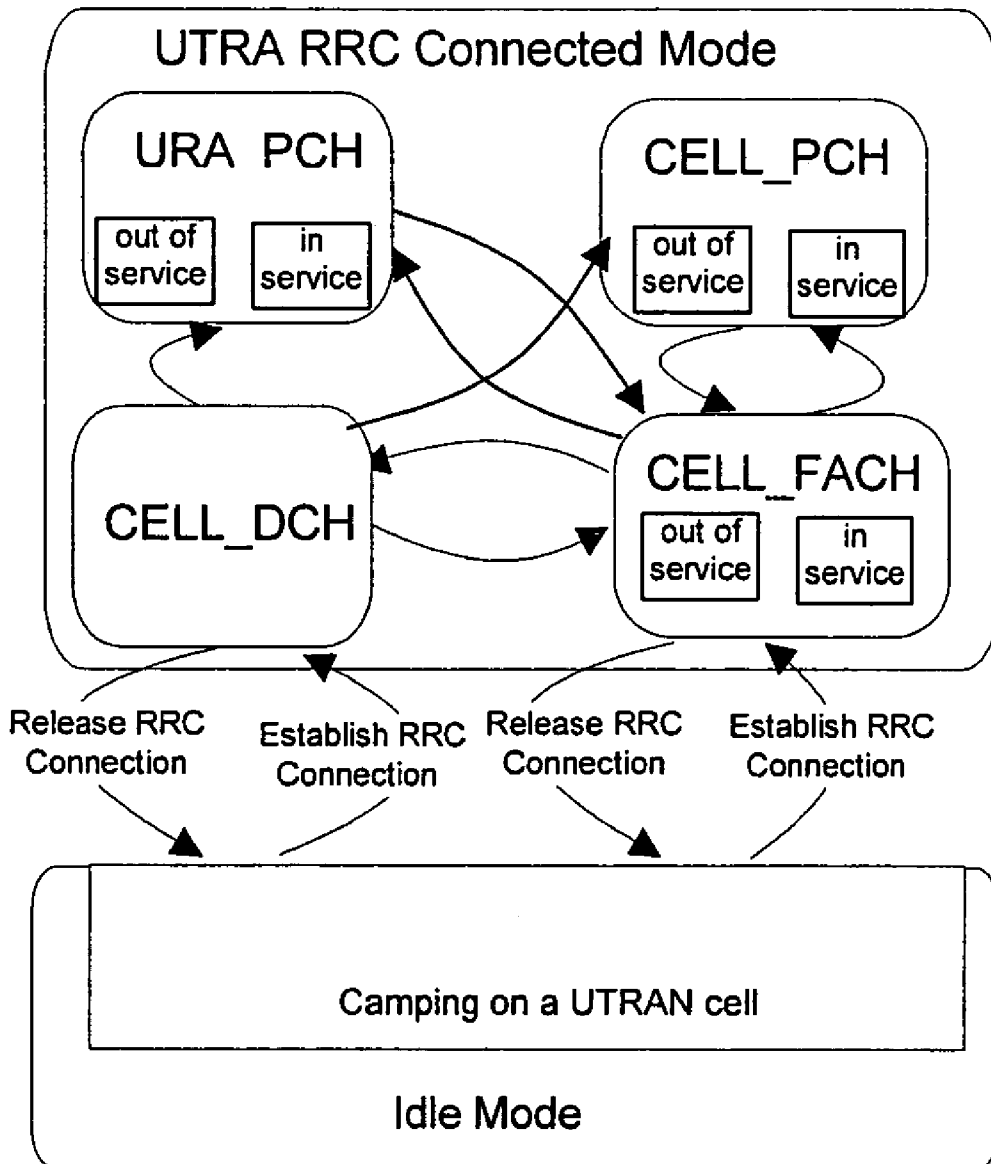 UTRA RRC Connected Mode
URA PCH
out of
service
in
service
CELL_PCH
out of
service
in
service
CELL_DCH
CELL_FACH
out of
service
in
service
Release RRC
Connection
Establish RRC
Connection
Release RRC
Connection
Establish RRC
Connection
Camping on a UTRAN cell
Idle Mode